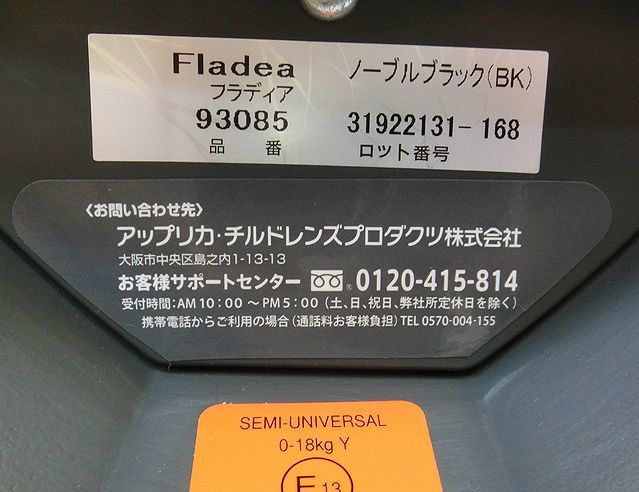 Fladea ノーブルブラック(BK)
フラディア
93085 31922131-168
品 番 ロット番号
〈お問い合わせ先〉
アップリカ・チルドレンズプロダクツ株式会社
大阪市中央区島之内1-13-13
お客様サポートセンター 0120-415-814
受付時間:AM10:00 〜 PM5:00 (土、日、祝日、弊社所定休日を除く)
携帯電話からご利用の場合 (通話料お客様負担) TEL 0570-004-155
SEMI-UNIVERSAL
0-18kg Y
E 13